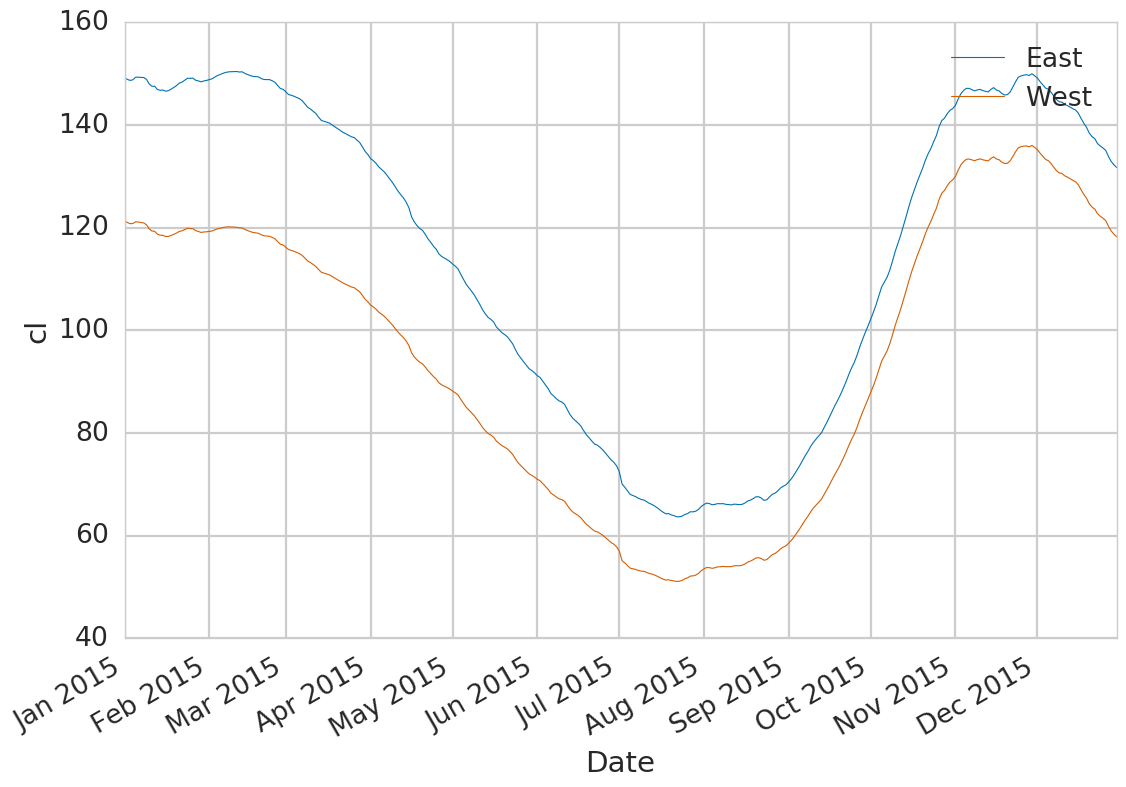 160
140
120
100
80
60
40
cl
East
West
Jan 2015
Feb 2015
Mar 2015
Apr 2015
May 2015
Jun 2015
Jul 2015
Aug 2015
Sep 2015
Oct 2015
Nov 2015
Dec 2015
Date